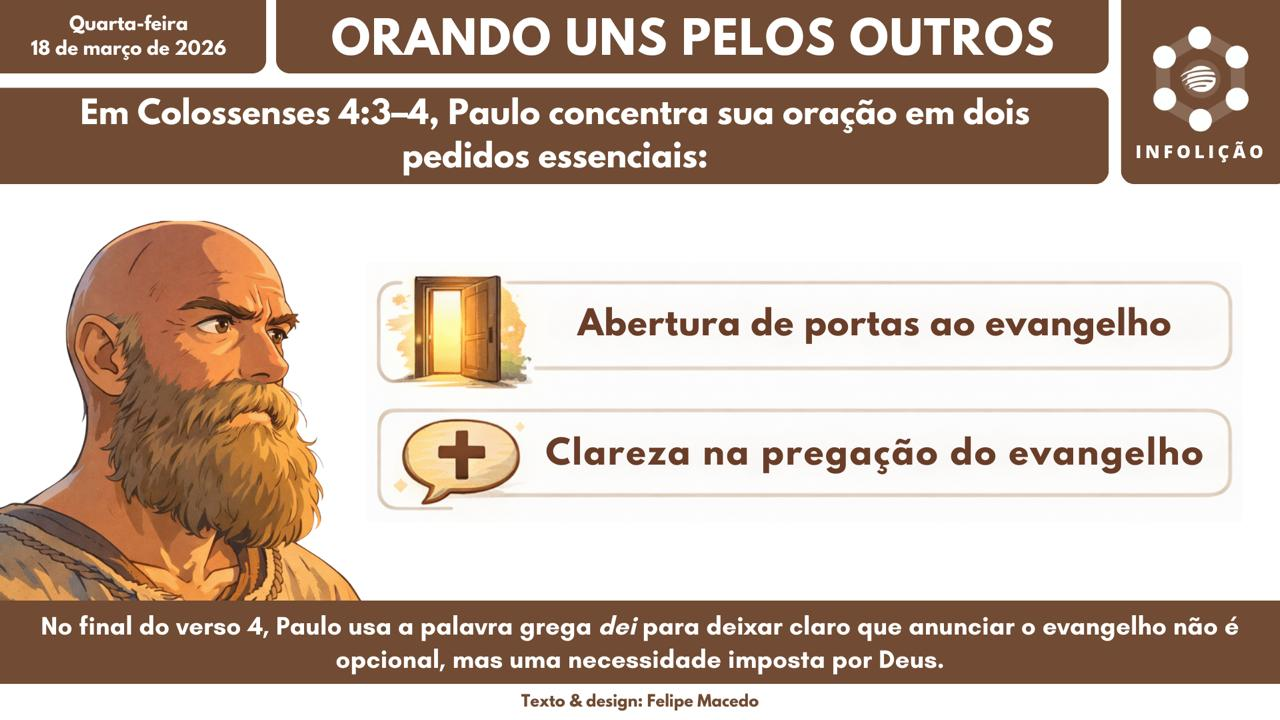 Quarta-feira
18 de março de 2026
ORANDO UNS PELOS OUTROS
INFOLIÇÃO
Em Colossenses 4:3–4, Paulo concentra sua oração em dois
pedidos essenciais:
Abertura de portas ao evangelho
Clareza na pregação do evangelho
No final do verso 4, Paulo usa a palavra grega dei para deixar claro que anunciar o evangelho não é
opcional, mas uma necessidade imposta por Deus.
Texto & design: Felipe Macedo